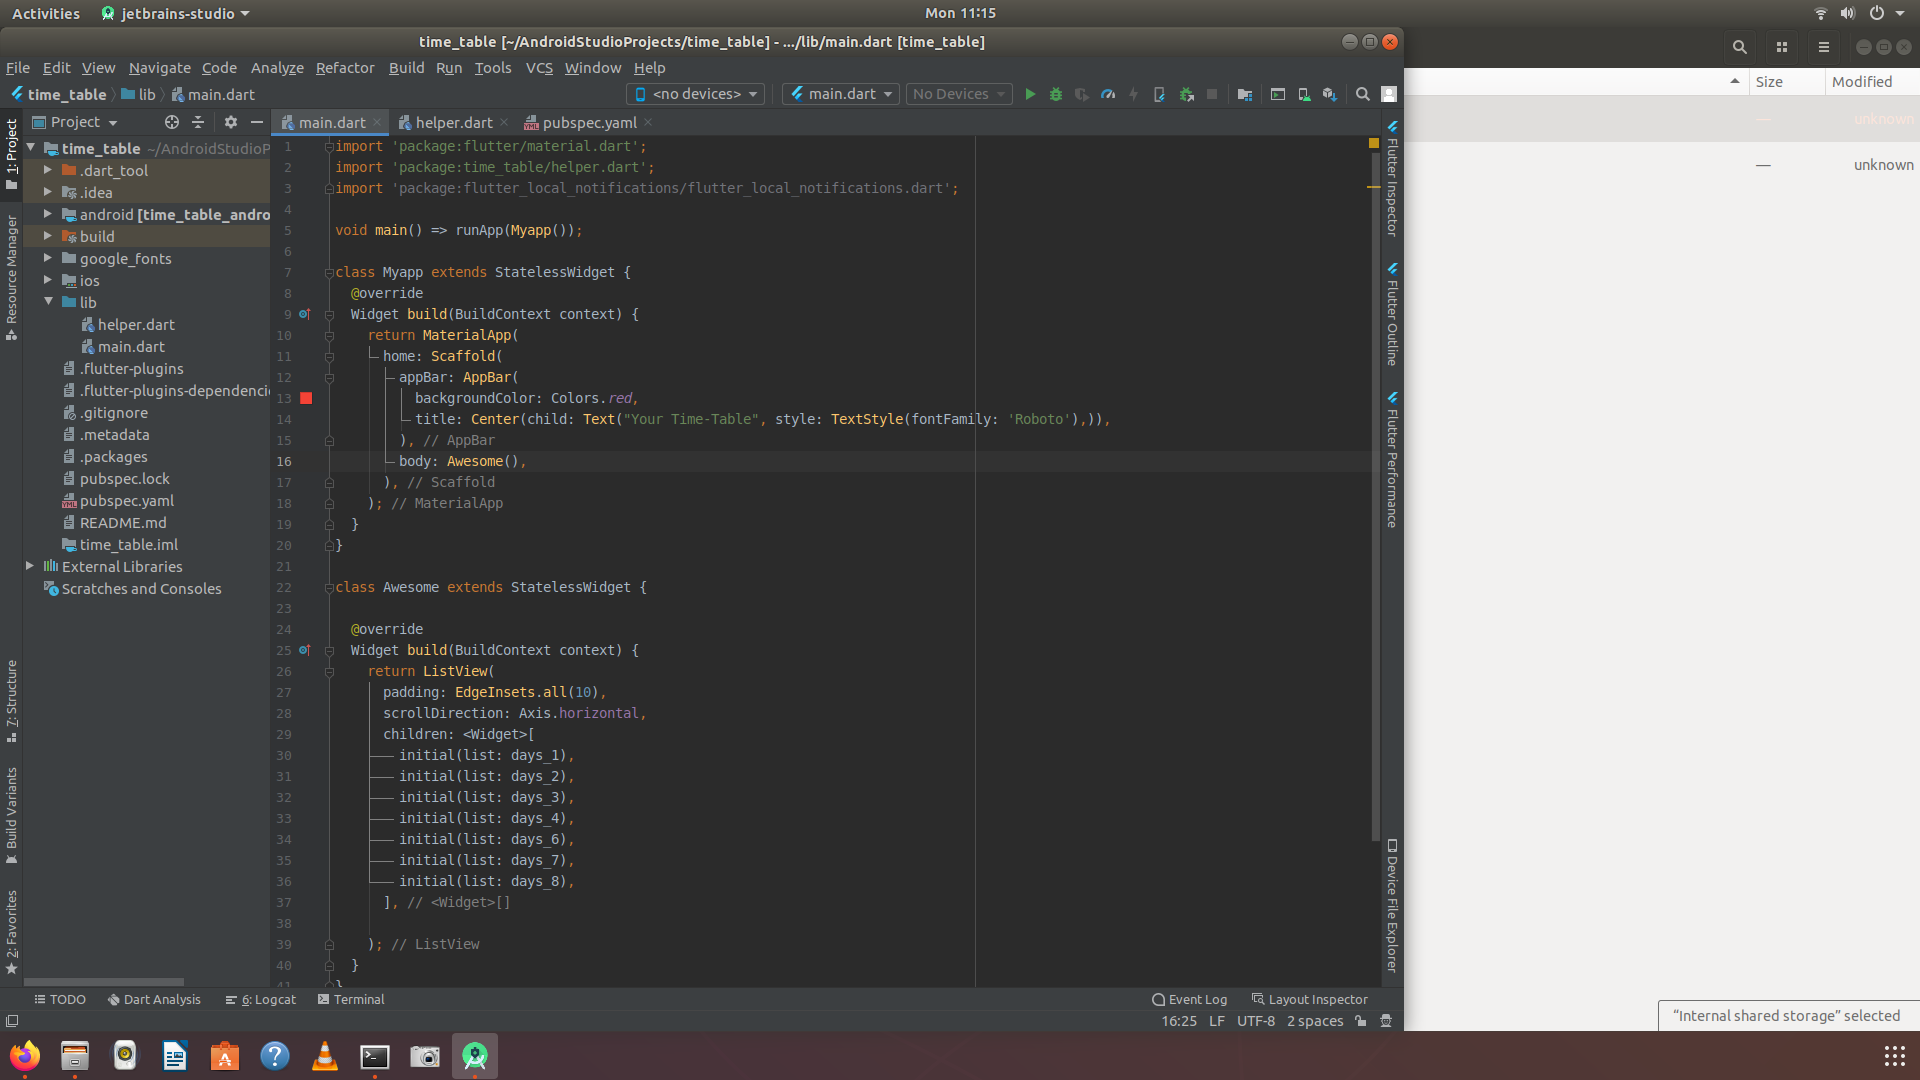 Activities jetbrains-studio Mon 11:15
time_table [~/AndroidStudioProjects/time_table] - .../lib/main.dart [time_table]
File Edit View Navigate Code Analyze Refactor Build Run Tools VCS Window Help
time_table lib main.dart <no devices> main.dart No Devices
Size Modified
Project main.dart helper.dart pubspec.yaml
— unknown
— unknown
1: Project
Resource Manager
7: Structure
Build Variants
2: Favorites
time_table ~/AndroidStudioP
.dart_tool
.idea
android [time_table_andro
build
google_fonts
ios
lib
helper.dart
main.dart
.flutter-plugins
.flutter-plugins-dependenci
.gitignore
.metadata
.packages
pubspec.lock
pubspec.yaml
README.md
time_table.iml
External Libraries
Scratches and Consoles
1 import 'package:flutter/material.dart';
2 import 'package:time_table/helper.dart';
3 import 'package:flutter_local_notifications/flutter_local_notifications.dart';
4
5 void main() => runApp(Myapp());
6
7 class Myapp extends StatelessWidget {
8 @override
9 Widget build(BuildContext context) {
10 return MaterialApp(
11 home: Scaffold(
12 appBar: AppBar(
13 backgroundColor: Colors.red,
14 title: Center(child: Text("Your Time-Table", style: TextStyle(fontFamily: 'Roboto'),)),
15 ), // AppBar
16 body: Awesome(),
17 ), // Scaffold
18 ); // MaterialApp
19 }
20 }
21
22 class Awesome extends StatelessWidget {
23
24 @override
25 Widget build(BuildContext context) {
26 return ListView(
27 padding: EdgeInsets.all(10),
28 scrollDirection: Axis.horizontal,
29 children: <Widget>[
30 initial(list: days_1),
31 initial(list: days_2),
32 initial(list: days_3),
33 initial(list: days_4),
34 initial(list: days_6),
35 initial(list: days_7),
36 initial(list: days_8),
37 ], // <Widget>[]
38
39 ); // ListView
40 }
41 }
Flutter Inspector
Flutter Outline
Flutter Performance
Device File Explorer
TODO Dart Analysis 6: Logcat Terminal Event Log Layout Inspector
16:25 LF UTF-8 2 spaces
“Internal shared storage” selected